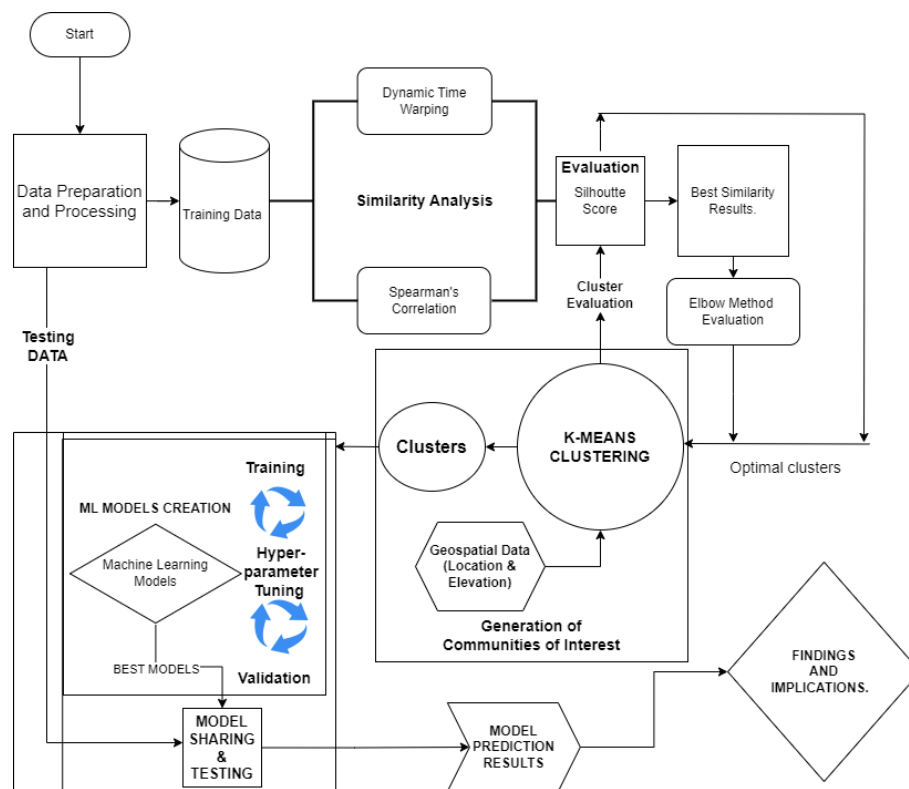 Start
Dynamic Time
Warping
Data Preparation
and Processing
Training Data
Similarity Analysis
Evaluation
Silhoutte
Score
Best Similarity
Results.
Spearman's
Correlation
Cluster
Evaluation
Elbow Method
Evaluation
Testing
DATA
Clusters
K-MEANS
CLUSTERING
Optimal clusters
Training
ML MODELS CREATION
Machine Learning
Models
Hyper-
parameter
Tuning
Geospatial Data
(Location &
Elevation)
Generation of
Communities of Interest
BEST MODELS
Validation
FINDINGS
AND
IMPLICATIONS.
MODEL
SHARING
&
TESTING
MODEL
PREDICTION
RESULTS